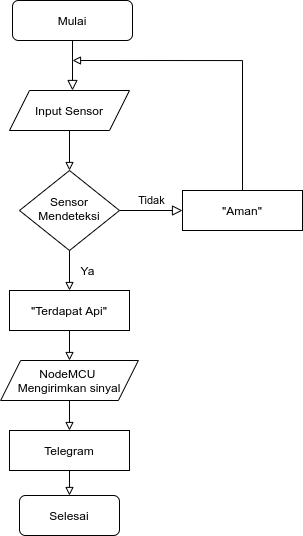 Mulai
Input Sensor
Sensor
Mendeteksi
Tidak
"Aman"
Ya
"Terdapat Api"
NodeMCU
Mengirimkan sinyal
Telegram
Selesai